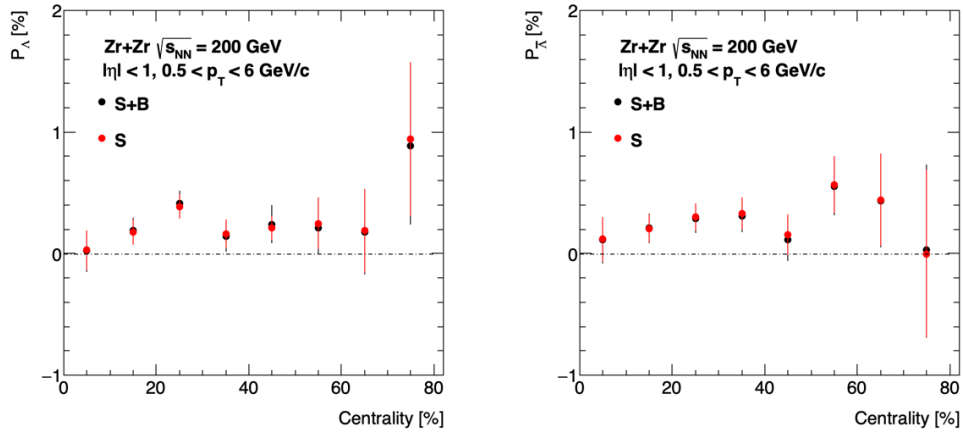 P_Λ [%]
2
Zr+Zr √s_NN = 200 GeV
|η| < 1, 0.5 < p_T < 6 GeV/c
S+B
1
S
0
−1
0 20 40 60 80
Centrality [%]
P_Λ̅ [%]
2
Zr+Zr √s_NN = 200 GeV
|η| < 1, 0.5 < p_T < 6 GeV/c
S+B
1
S
0
−1
0 20 40 60 80
Centrality [%]